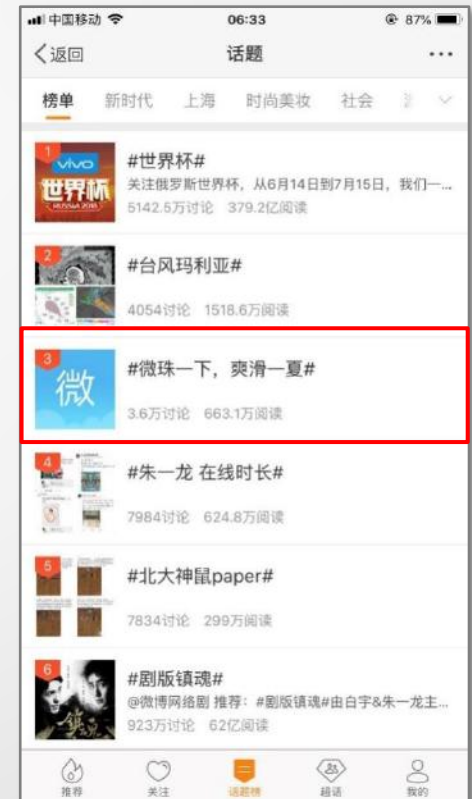 中国移动 06:33 87%
返回 话题
榜单 新时代 上海 时尚美妆 社会
1
vivo
世界杯
RUSSIA 2018
#世界杯#
关注俄罗斯世界杯，从6月14日到7月15日，我们一...
5142.5万讨论 379.2亿阅读
2
#台风玛利亚#
4054讨论 1518.6万阅读
3
微
#微珠一下，爽滑一夏#
3.6万讨论 663.1万阅读
4
#朱一龙 在线时长#
7984讨论 624.8万阅读
5
#北大神鼠paper#
7834讨论 299万阅读
6
镇魂
#剧版镇魂#
@微博网络剧 推荐：#剧版镇魂#由白宇&朱一龙主...
923万讨论 62亿阅读
推荐 关注 话题榜 超话 我的